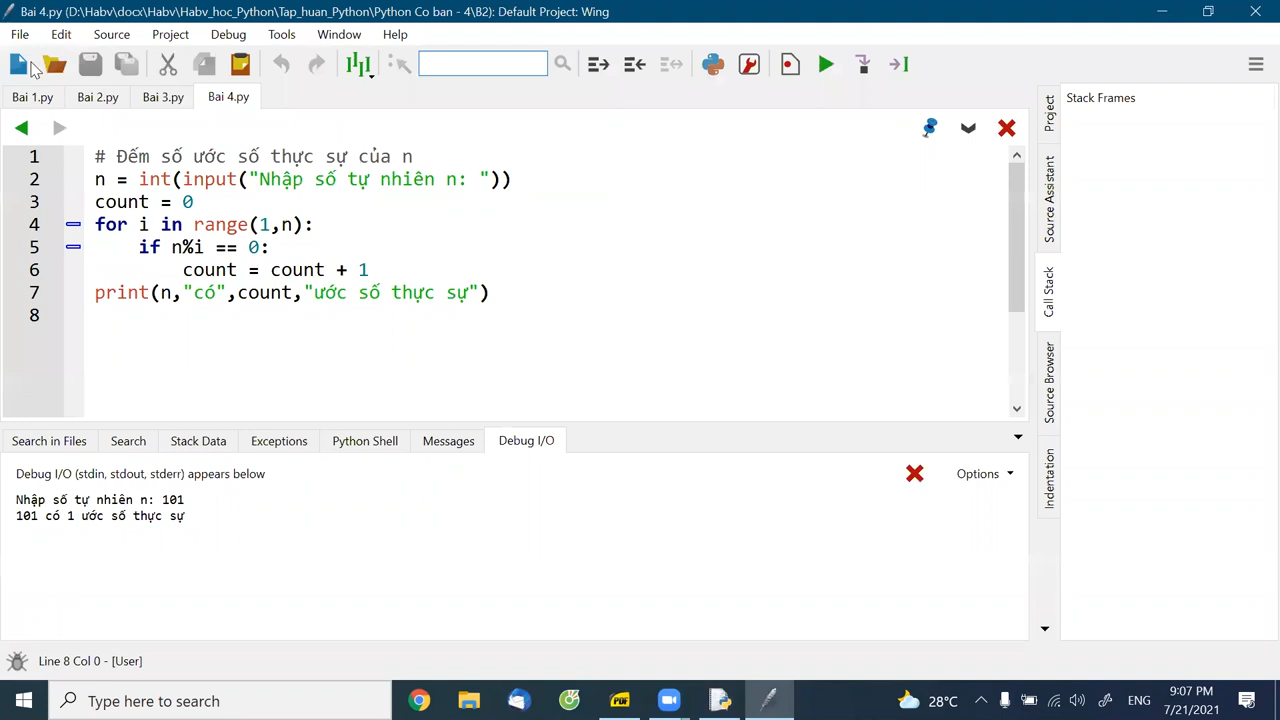 Bai 4.py (D:\Habv\docx\Habv\Habv_hoc_Python\Tap_huan_Python\Python Co ban - 4\B2): Default Project: Wing
File Edit Source Project Debug Tools Window Help
Bai 1.py Bai 2.py Bai 3.py Bai 4.py
1 # Đếm số ước số thực sự của n
2 n = int(input("Nhập số tự nhiên n: "))
3 count = 0
4 for i in range(1,n):
5 if n%i == 0:
6 count = count + 1
7 print(n,"có",count,"ước số thực sự")
8
Project
Source Assistant
Call Stack
Source Browser
Indentation
Stack Frames
Search in Files Search Stack Data Exceptions Python Shell Messages Debug I/O
Debug I/O (stdin, stdout, stderr) appears below
Options
Nhập số tự nhiên n: 101
101 có 1 ước số thực sự
Line 8 Col 0 - [User]
Type here to search
PDF
28°C
ENG
9:07 PM
7/21/2021